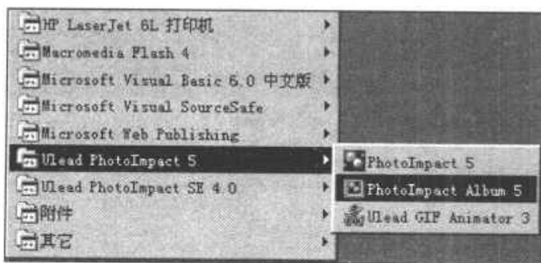 HP LaserJet 6L 打印机
Macromedia Flash 4
Microsoft Visual Basic 6.0 中文版
Microsoft Visual SourceSafe
Microsoft Web Publishing
Ulead PhotoImpact 5
Ulead PhotoImpact SE 4.0
附件
其它
PhotoImpact 5
PhotoImpact Album 5
Ulead GIF Animator 3